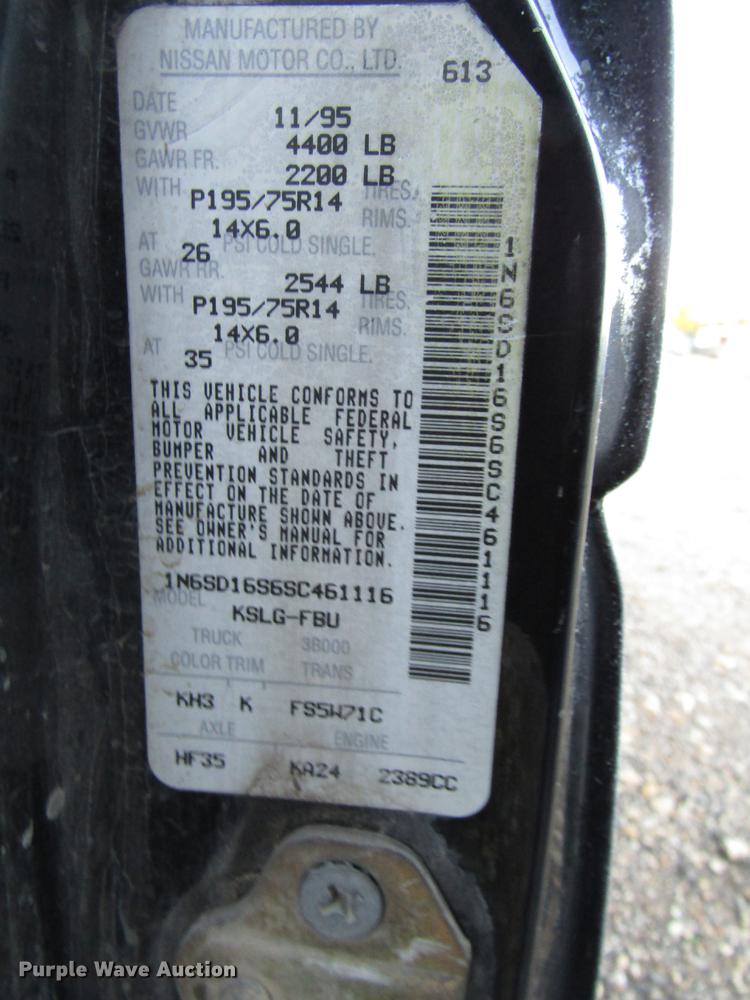 MANUFACTURED BY
NISSAN MOTOR CO., LTD. 613
DATE 11/95
GVWR 4400 LB
GAWR FR. 2200 LB
WITH P195/75R14 TIRES.
14X6.0 RIMS.
AT 26 PSI COLD SINGLE.
GAWR RR. 2544 LB
WITH P195/75R14 TIRES.
14X6.0 RIMS.
AT 35 PSI COLD SINGLE.
THIS VEHICLE CONFORMS TO
ALL APPLICABLE FEDERAL
MOTOR VEHICLE SAFETY,
BUMPER AND THEFT
PREVENTION STANDARDS IN
EFFECT ON THE DATE OF
MANUFACTURE SHOWN ABOVE.
SEE OWNER'S MANUAL FOR
ADDITIONAL INFORMATION.
1N6SD16S6SC461116
MODEL KSLG-FBU
TRUCK 3B000
COLOR TRIM TRANS
KH3 K FS5W71C
AXLE ENGINE
HF35 KA24 2389CC
1N6SD16S6SC461116
Purple Wave Auction